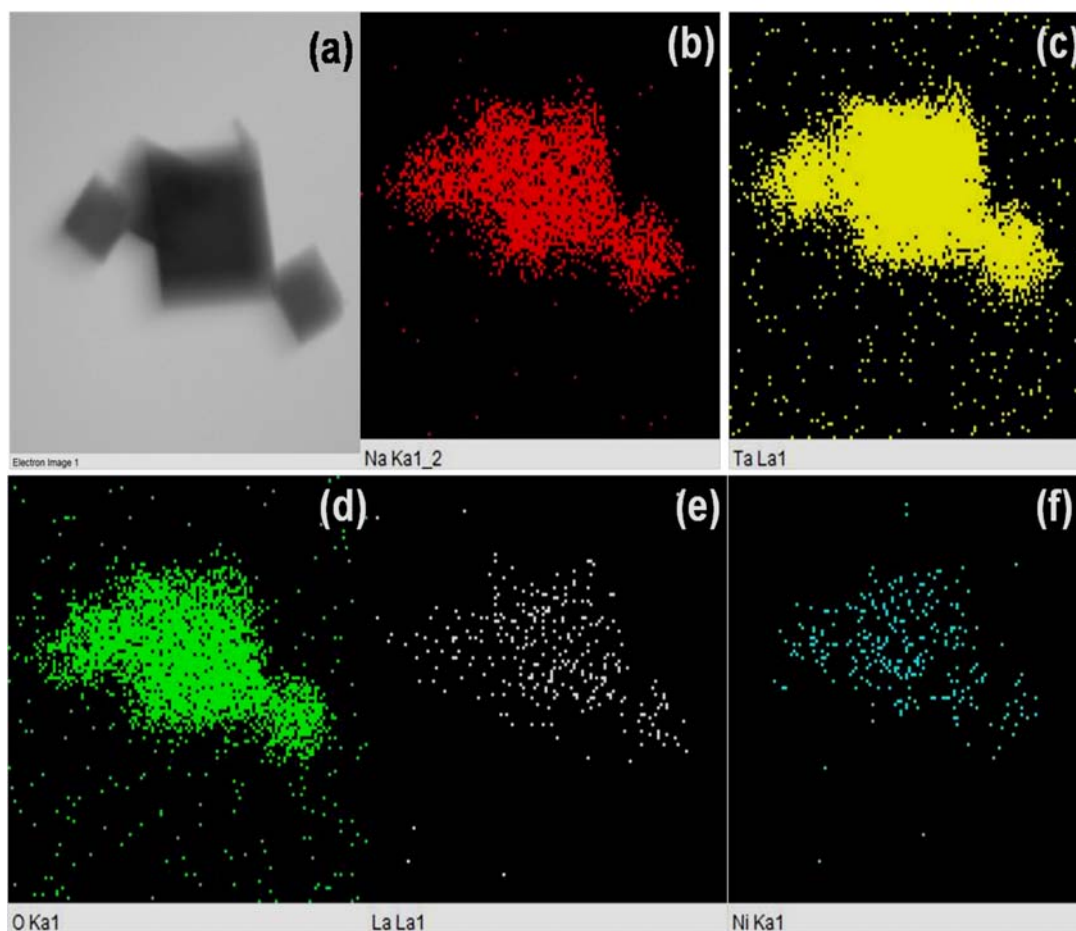 (a)
(b)
(c)
Electron Image 1
Na Ka1_2
Ta La1
(d)
(e)
(f)
O Ka1
La La1
Ni Ka1